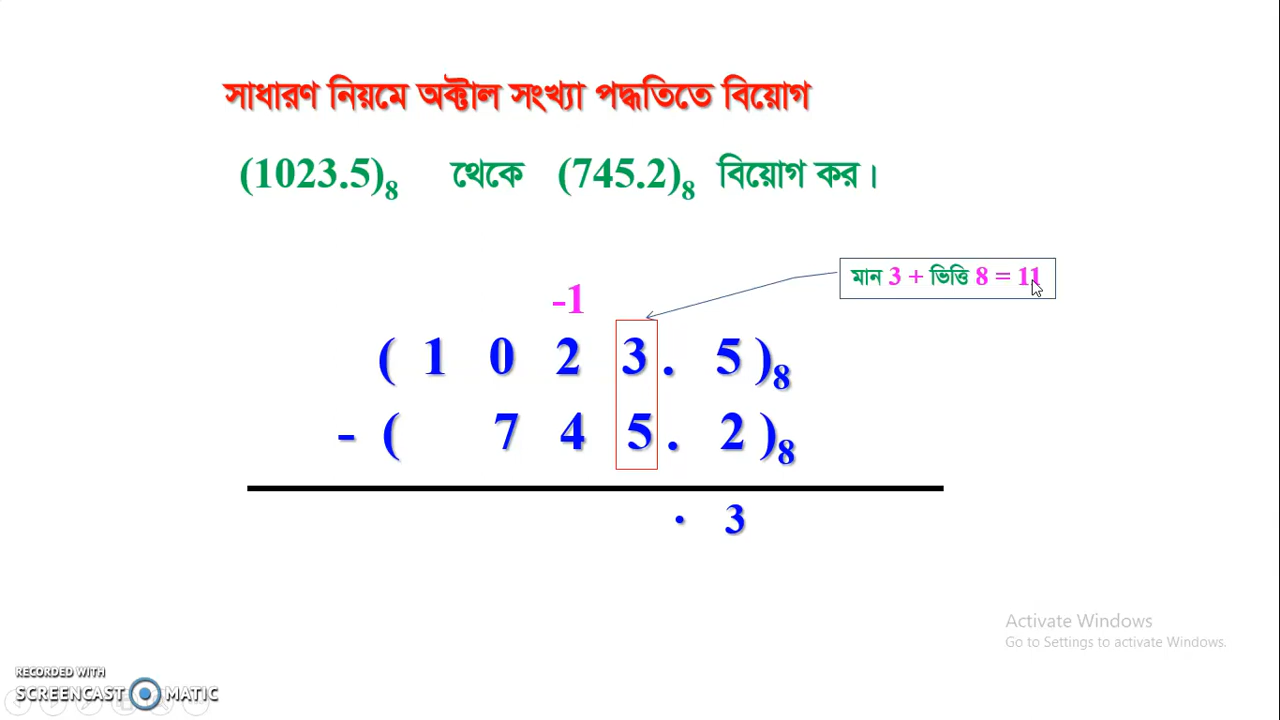 সাধারণ নিয়মে অক্টাল সংখ্যা পদ্ধতিতে বিয়োগ
(1023.5)8 থেকে (745.2)8 বিয়োগ কর।
মান 3 + ভিত্তি 8 = 11
-1
( 1 0 2 3 . 5 )8
- ( 7 4 5 . 2 )8
. 3
Activate Windows
Go to Settings to activate Windows.
RECORDED WITH
SCREENCAST MATIC